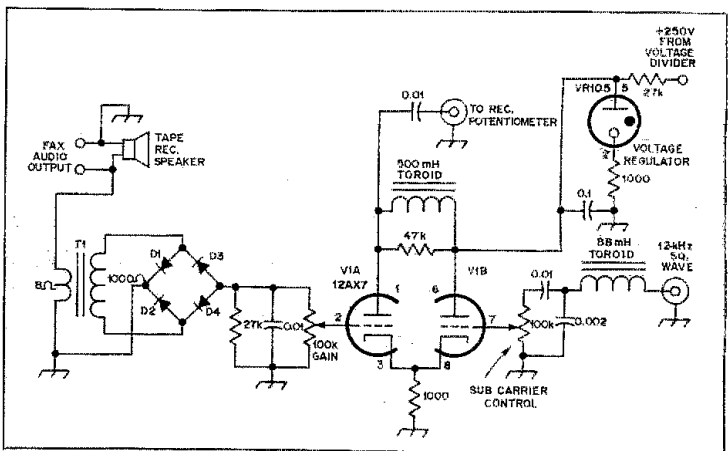 +250V
FROM
VOLTAGE
DIVIDER
VR105
5
27k
2
VOLTAGE
REGULATOR
1000
0.1
0.01
TO REC.
POTENTIOMETER
500 mH
TOROID
47k
FAX
AUDIO
OUTPUT
TAPE
REC.
SPEAKER
T1
8Ω
1000Ω
D1
D3
D2
D4
27k
0.01
100k
GAIN
V1A
12AX7
1
2
3
V1B
6
7
8
1000
100k
SUB CARRIER
CONTROL
0.01
0.002
88 mH
TOROID
12-kHz
SQ.
WAVE